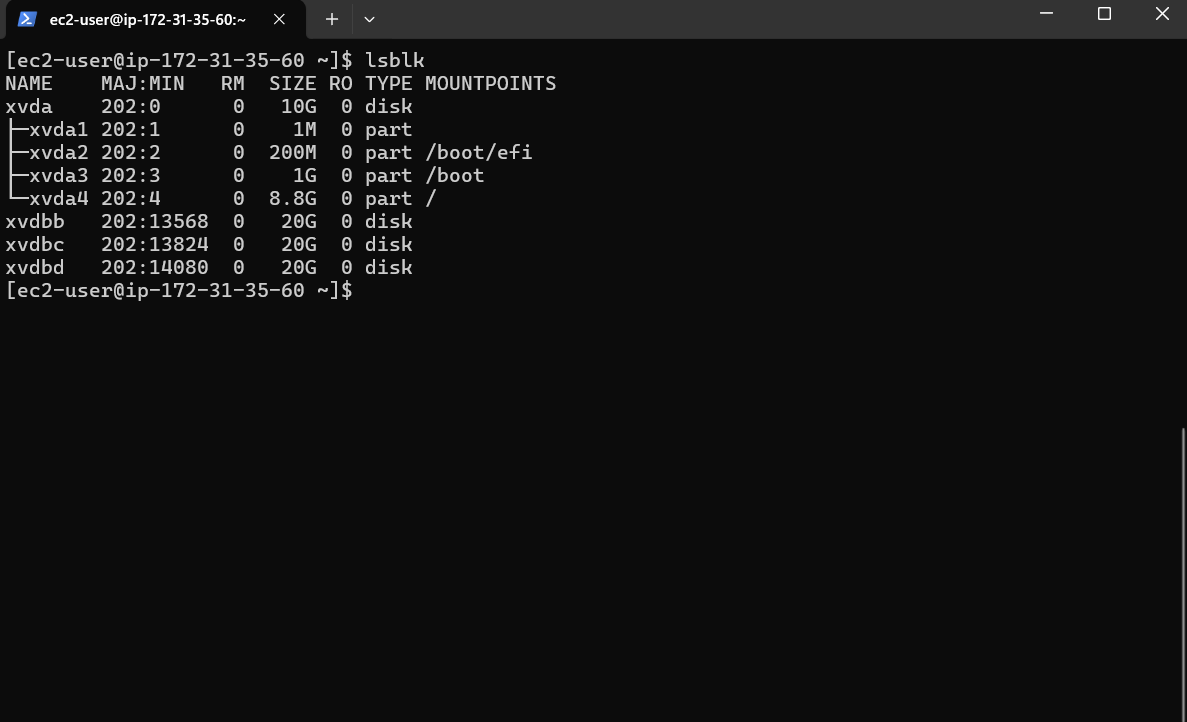 ec2-user@ip-172-31-35-60:~
[ec2-user@ip-172-31-35-60 ~]$ lsblk
NAME    MAJ:MIN   RM  SIZE RO TYPE MOUNTPOINTS
xvda    202:0      0   10G  0 disk
├─xvda1 202:1      0    1M  0 part
├─xvda2 202:2      0  200M  0 part /boot/efi
├─xvda3 202:3      0    1G  0 part /boot
└─xvda4 202:4      0  8.8G  0 part /
xvdbb   202:13568  0   20G  0 disk
xvdbc   202:13824  0   20G  0 disk
xvdbd   202:14080  0   20G  0 disk
[ec2-user@ip-172-31-35-60 ~]$